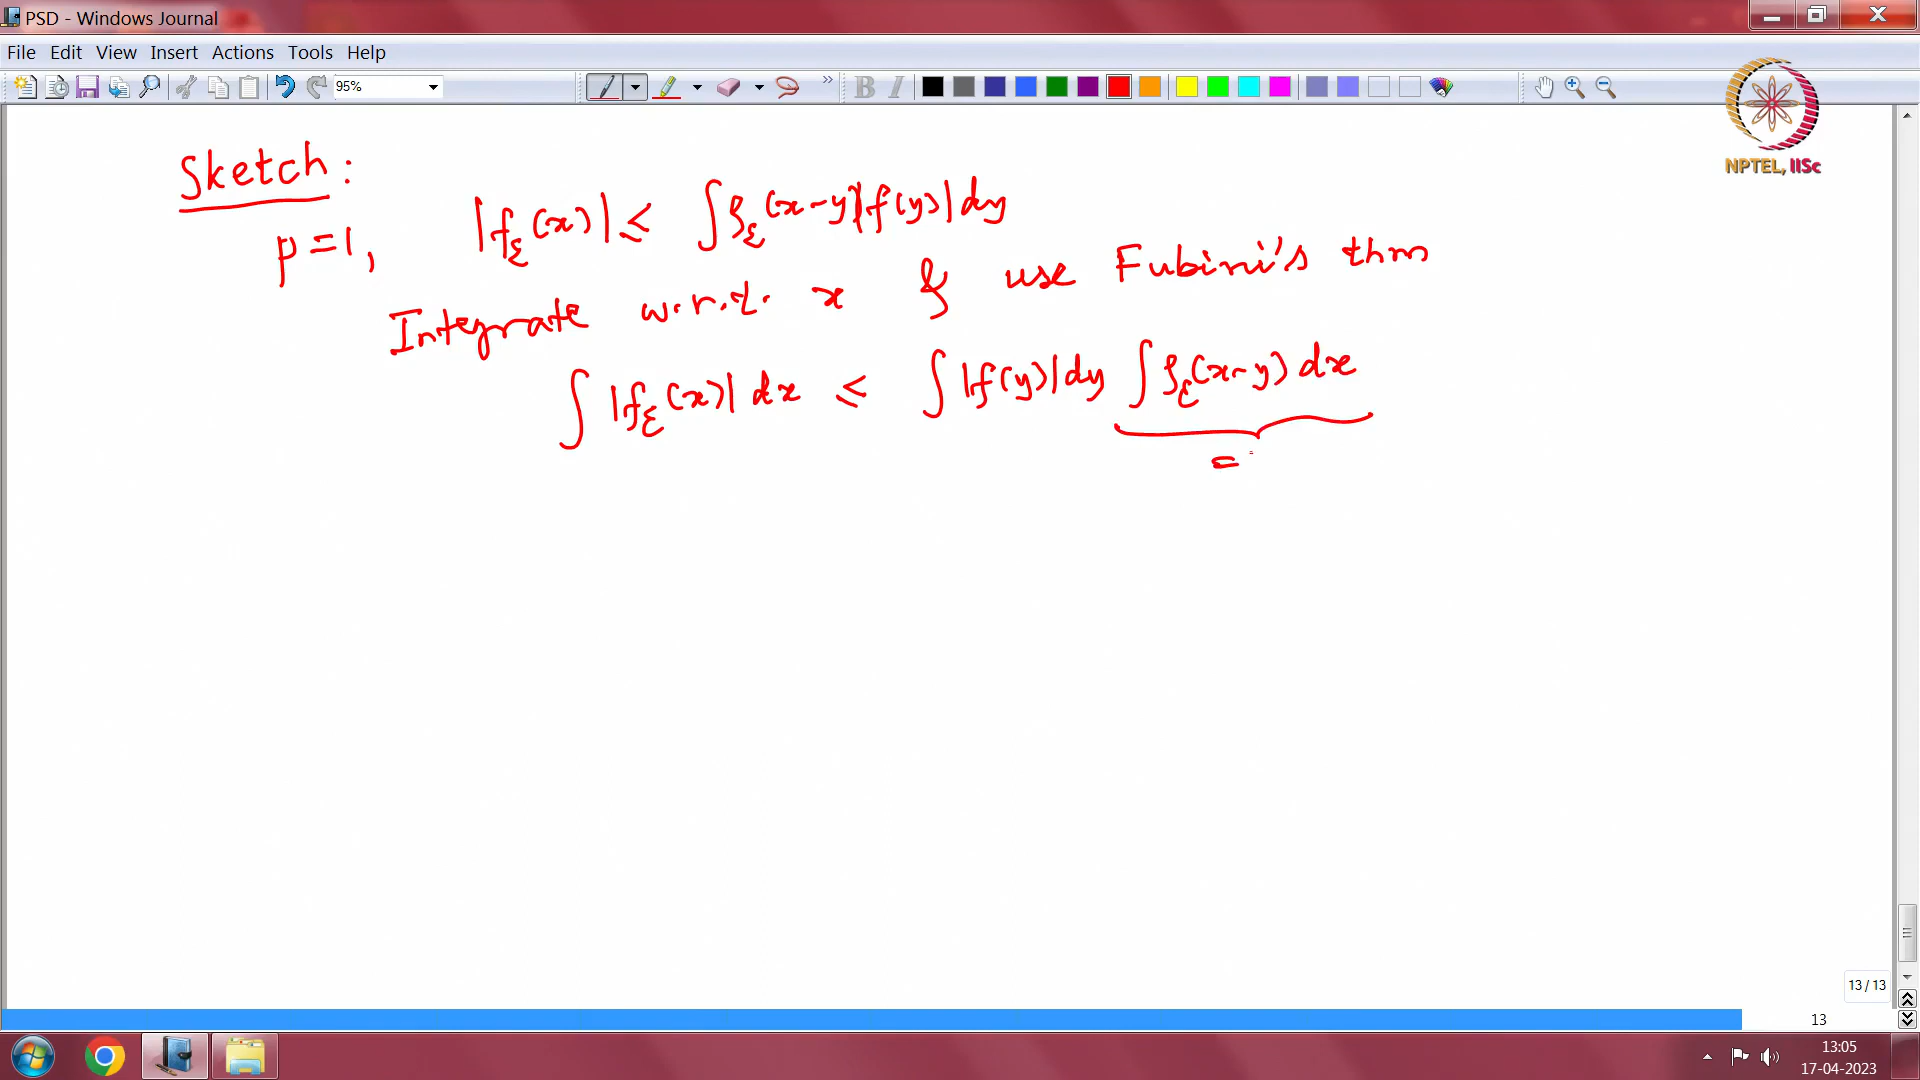 PSD - Windows Journal
File Edit View Insert Actions Tools Help
95%
B I
NPTEL, IISc
Sketch :
p = 1, |f_ε(x)| ≤ ∫ρ_ε(x-y)|f(y)|dy
Integrate w.r.t. x & use Fubini's thm
∫|f_ε(x)| dx ≤ ∫|f(y)|dy ∫ρ_ε(x-y) dx
=
13 / 13
13
13:05
17-04-2023